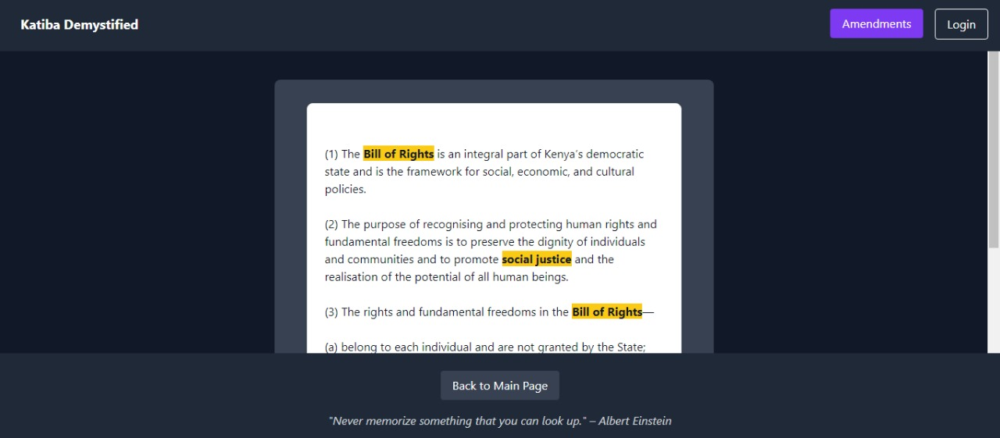 Katiba Demystified
Amendments
Login
(1) The Bill of Rights is an integral part of Kenya's democratic
state and is the framework for social, economic, and cultural
policies.
(2) The purpose of recognising and protecting human rights and
fundamental freedoms is to preserve the dignity of individuals
and communities and to promote social justice and the
realisation of the potential of all human beings.
(3) The rights and fundamental freedoms in the Bill of Rights—
(a) belong to each individual and are not granted by the State;
Back to Main Page
"Never memorize something that you can look up." – Albert Einstein